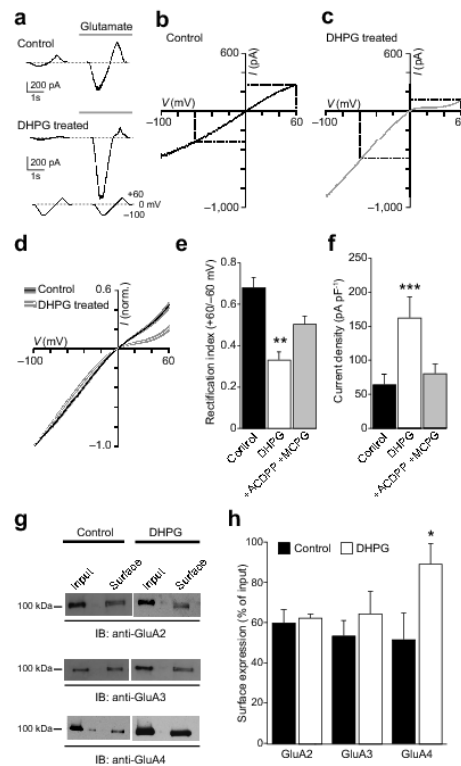 a
Glutamate
Control
200 pA
1s
DHPG treated
200 pA
1s
+60
0 mV
−100
b
Control
600
I (pA)
V (mV)
60
−1,000
c
DHPG treated
600
I (pA)
V (mV)
60
−1,000
d
Control
DHPG treated
0.6
I (norm.)
V (mV)
−100
60
−1.0
e
Rectification index (+60/−60 mV)
0.8
0.6
0.4
0.2
0
**
Control
DHPG
+ACDPP +MCPG
f
Current density (pA pF⁻¹)
250
200
150
100
50
0
***
Control
DHPG
+ACDPP +MCPG
g
Control
DHPG
Input
Surface
Input
Surface
100 kDa
IB: anti-GluA2
100 kDa
IB: anti-GluA3
100 kDa
IB: anti-GluA4
h
Control
DHPG
Surface expression (% of input)
100
80
60
40
20
0
*
GluA2
GluA3
GluA4